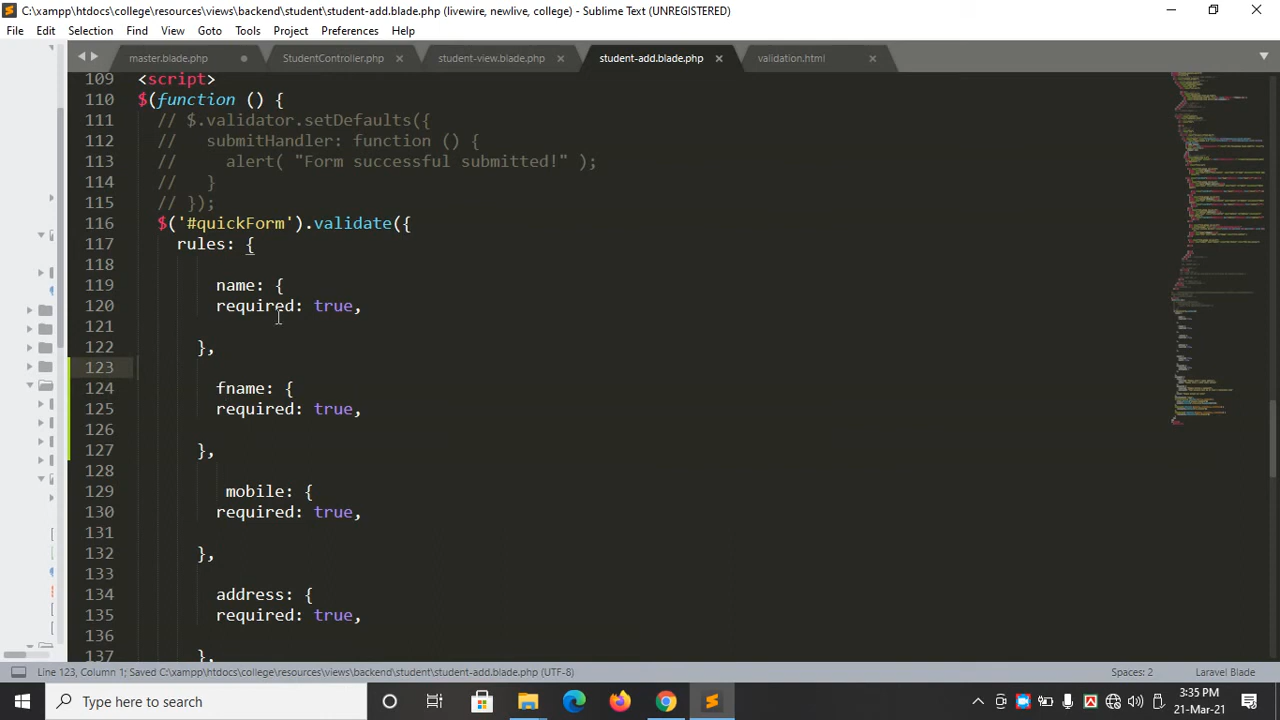 C:\xampp\htdocs\college\resources\views\backend\student\student-add.blade.php (livewire, newlive, college) - Sublime Text (UNREGISTERED)
File Edit Selection Find View Goto Tools Project Preferences Help
master.blade.php StudentController.php student-view.blade.php student-add.blade.php validation.html
109 <script>
110 $(function () {
111 // $.validator.setDefaults({
112 // submitHandler: function () {
113 // alert( "Form successful submitted!" );
114 // }
115 // });
116 $('#quickForm').validate({
117 rules: {
118
119 name: {
120 required: true,
121
122 },
123
124 fname: {
125 required: true,
126
127 },
128
129 mobile: {
130 required: true,
131
132 },
133
134 address: {
135 required: true,
136
137 },
Line 123, Column 1; Saved C:\xampp\htdocs\college\resources\views\backend\student\student-add.blade.php (UTF-8) Spaces: 2 Laravel Blade
Type here to search
3:35 PM
21-Mar-21